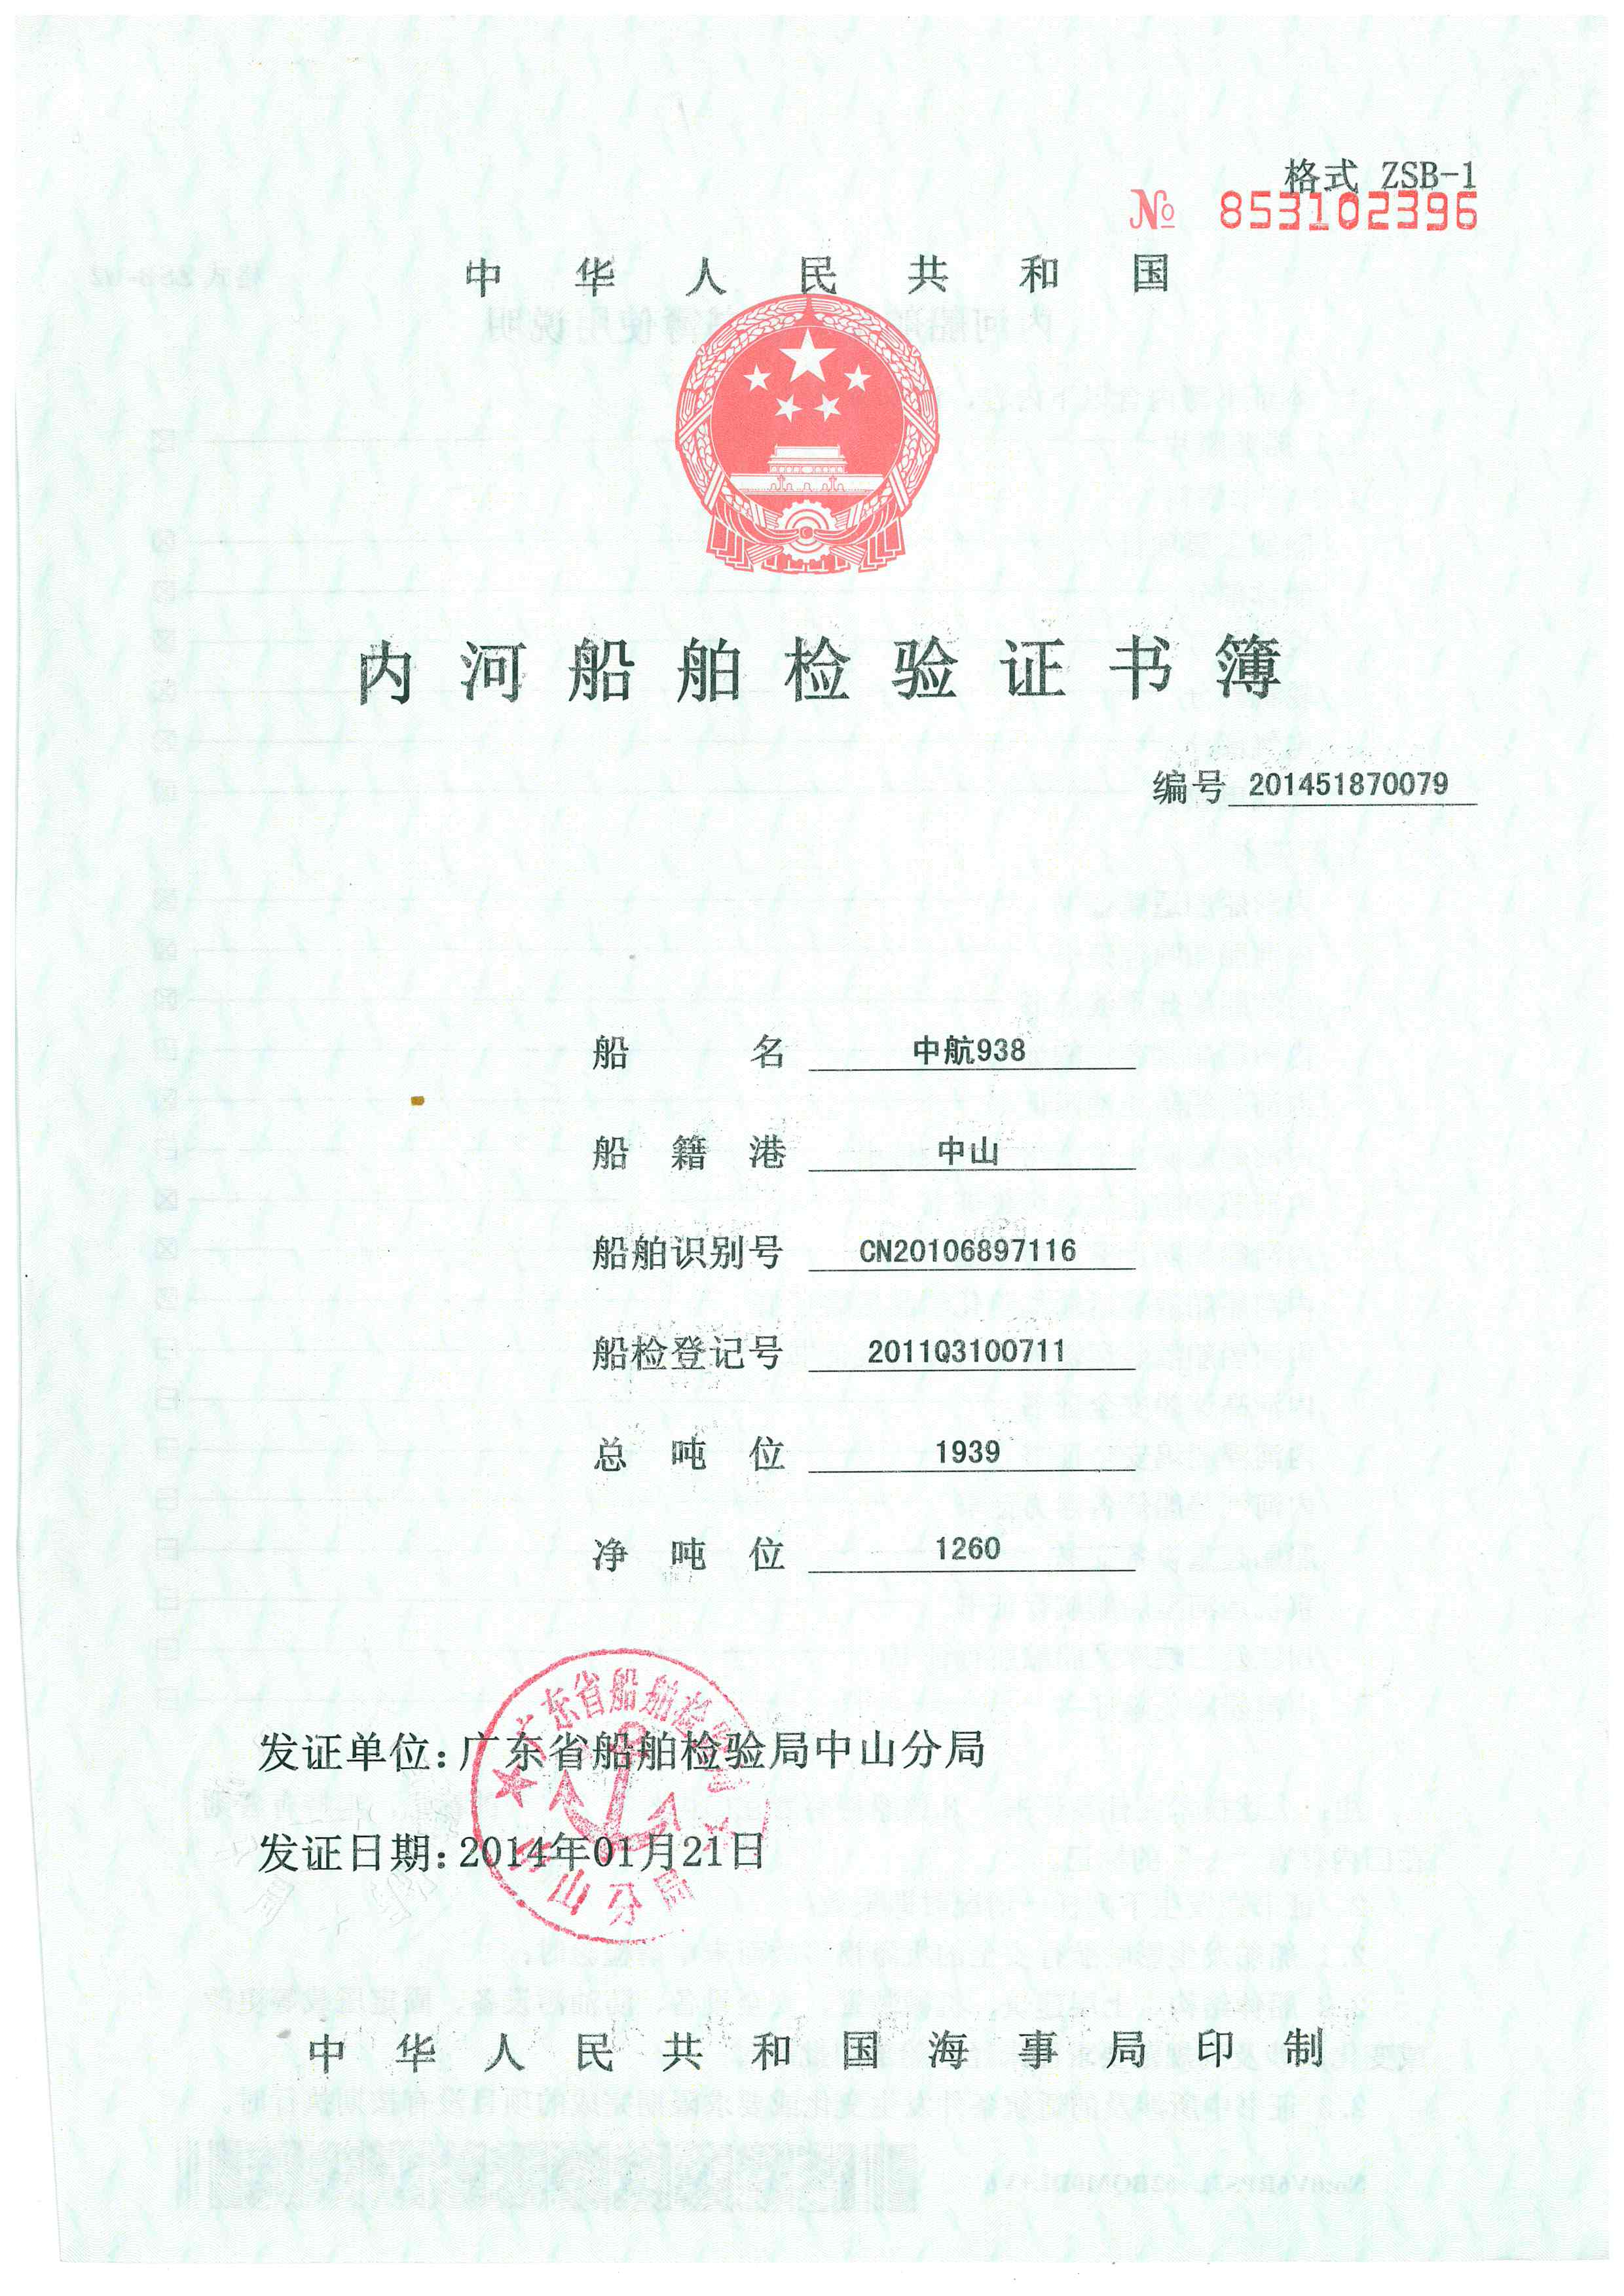 格式 ZSB-1
№ 853102396
中华人民共和国
内河船舶检验证书簿
编号 201451870079
船名 中航938
船籍港 中山
船舶识别号 CN20106897116
船检登记号 2011Q3100711
总吨位 1939
净吨位 1260
发证单位:广东省船舶检验局中山分局
发证日期:2014年01月21日
广东省船舶检验局
中山分局
中华人民共和国海事局印制